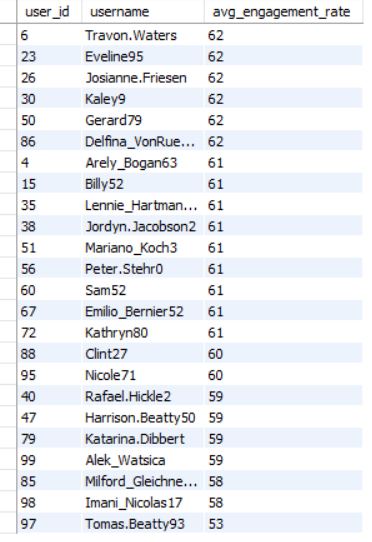 user_id username avg_engagement_rate
6 Travon.Waters 62
23 Eveline95 62
26 Josianne.Friesen 62
30 Kaley9 62
50 Gerard79 62
86 Delfina_VonRue... 62
4 Arely_Bogan63 61
15 Billy52 61
35 Lennie_Hartman... 61
38 Jordyn.Jacobson2 61
51 Mariano_Koch3 61
56 Peter.Stehr0 61
60 Sam52 61
67 Emilio_Bernier52 61
72 Kathryn80 61
88 Clint27 60
95 Nicole71 60
40 Rafael.Hickle2 59
47 Harrison.Beatty50 59
79 Katarina.Dibbert 59
99 Alek_Watsica 59
85 Milford_Gleichne... 58
98 Imani_Nicolas17 58
97 Tomas.Beatty93 53